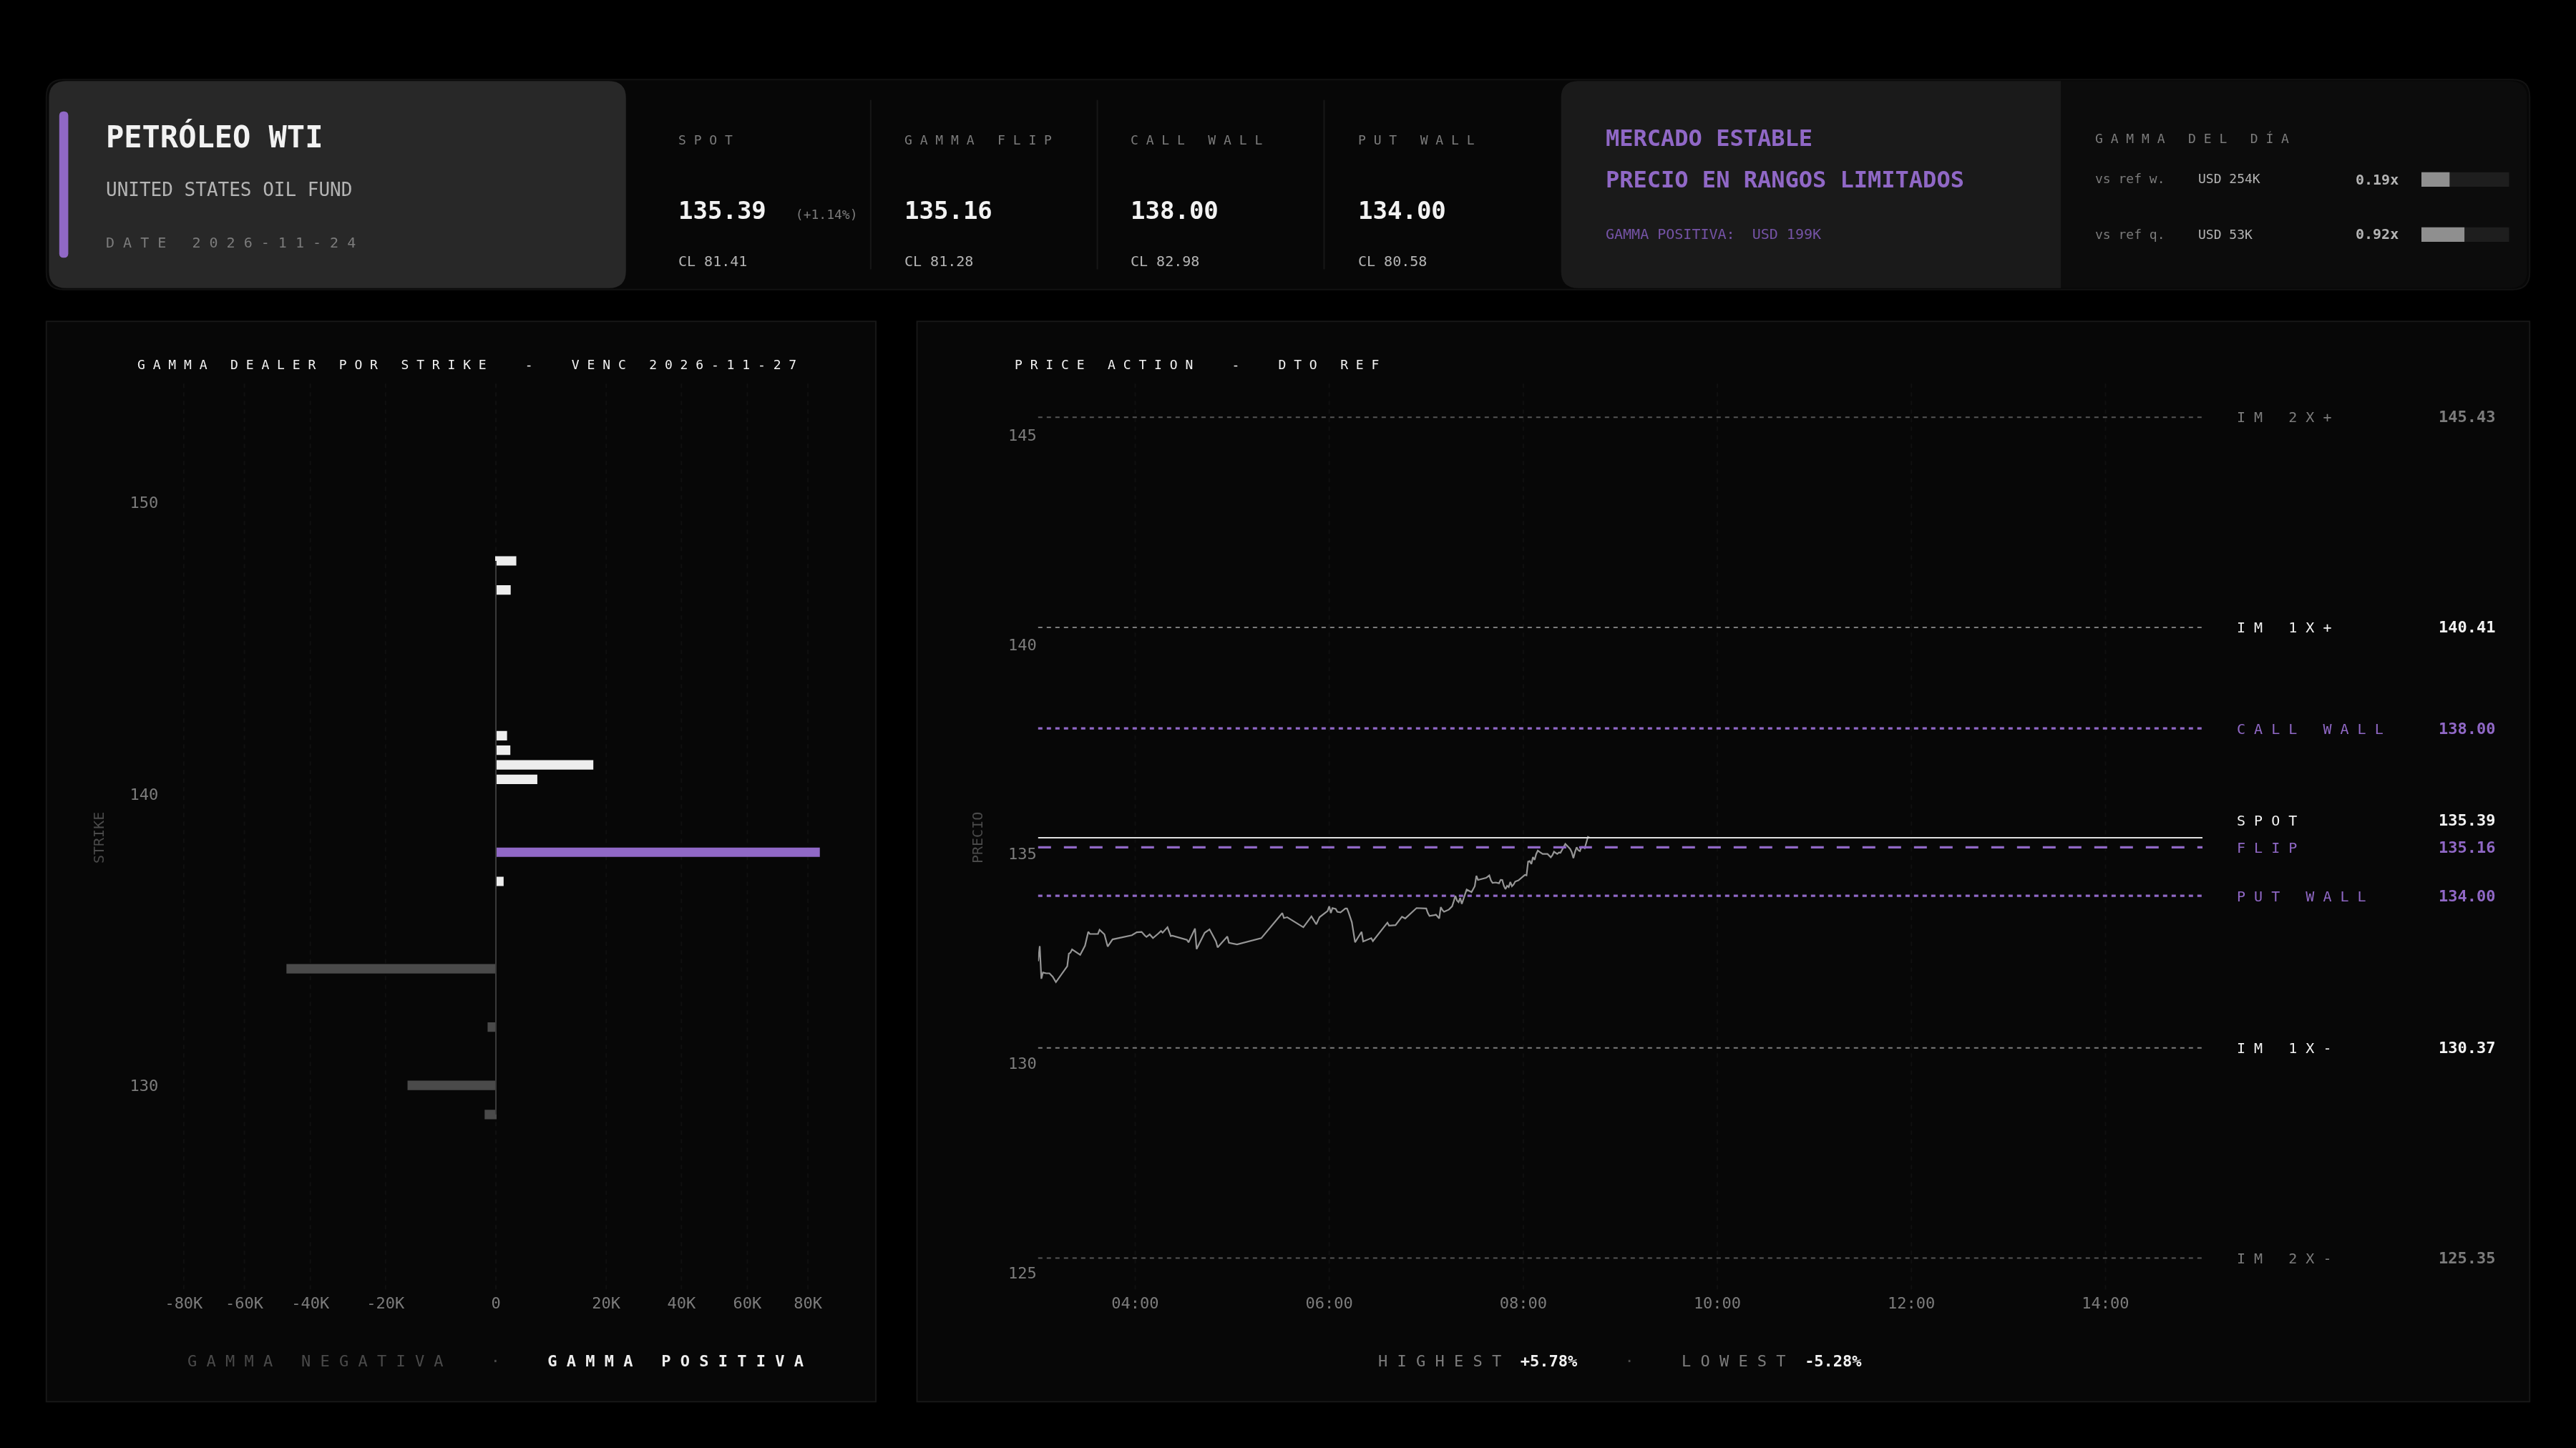 PETRÓLEO WTI
UNITED STATES OIL FUND
DATE 2026-11-24
SPOT
135.39 (+1.14%)
CL 81.41
GAMMA FLIP
135.16
CL 81.28
CALL WALL
138.00
CL 82.98
PUT WALL
134.00
CL 80.58
MERCADO ESTABLE
PRECIO EN RANGOS LIMITADOS
GAMMA POSITIVA: USD 199K
GAMMA DEL DÍA
vs ref w. USD 254K 0.19x
vs ref q. USD 53K 0.92x
GAMMA DEALER POR STRIKE - VENC 2026-11-27
STRIKE
150
140
130
-80K -60K -40K -20K 0 20K 40K 60K 80K
GAMMA NEGATIVA · GAMMA POSITIVA
PRICE ACTION - DTO REF
PRECIO
145
140
135
130
125
IM 2X+ 145.43
IM 1X+ 140.41
CALL WALL 138.00
SPOT 135.39
FLIP 135.16
PUT WALL 134.00
IM 1X- 130.37
IM 2X- 125.35
04:00 06:00 08:00 10:00 12:00 14:00
HIGHEST +5.78% · LOWEST -5.28%